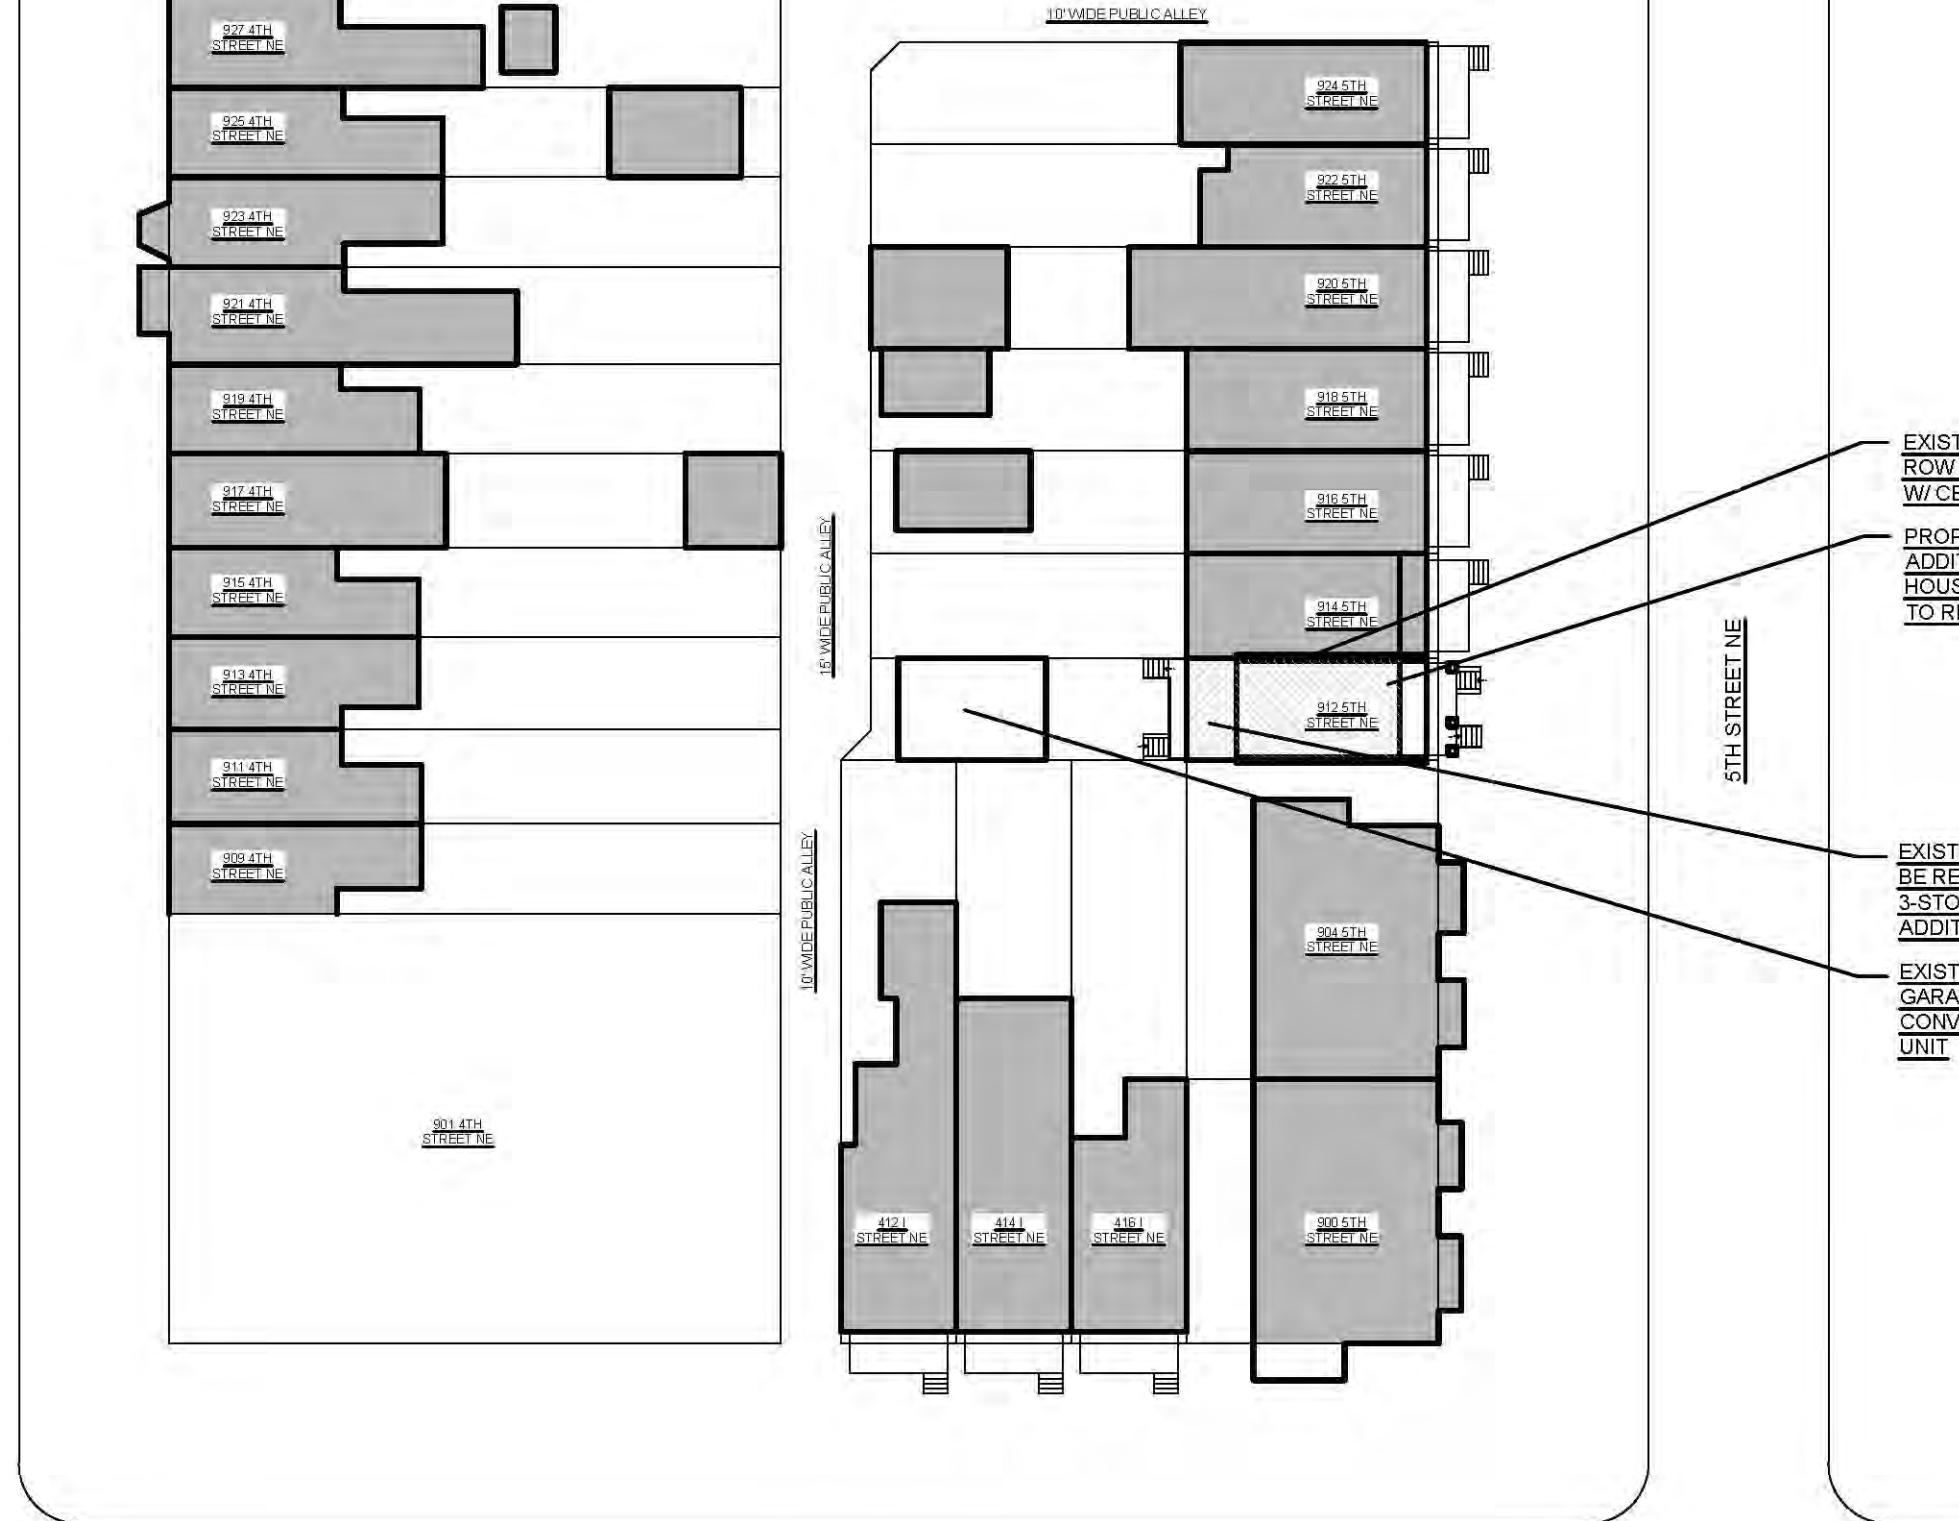 10' WIDE PUBLIC ALLEY
927 4TH
STREET NE
925 4TH
STREET NE
923 4TH
STREET NE
921 4TH
STREET NE
919 4TH
STREET NE
917 4TH
STREET NE
915 4TH
STREET NE
913 4TH
STREET NE
911 4TH
STREET NE
909 4TH
STREET NE
901 4TH
STREET NE
15' WIDE PUBLIC ALLEY
10' WIDE PUBLIC ALLEY
924 5TH
STREET NE
922 5TH
STREET NE
920 5TH
STREET NE
918 5TH
STREET NE
916 5TH
STREET NE
914 5TH
STREET NE
912 5TH
STREET NE
904 5TH
STREET NE
900 5TH
STREET NE
412 I
STREET NE
414 I
STREET NE
416 I
STREET NE
5TH STREET NE
EXIST
ROW
W/ CE
PROP
ADDIT
HOUS
TO RE
EXIST
BE RE
3-STO
ADDIT
EXIST
GARA
CONV
UNIT